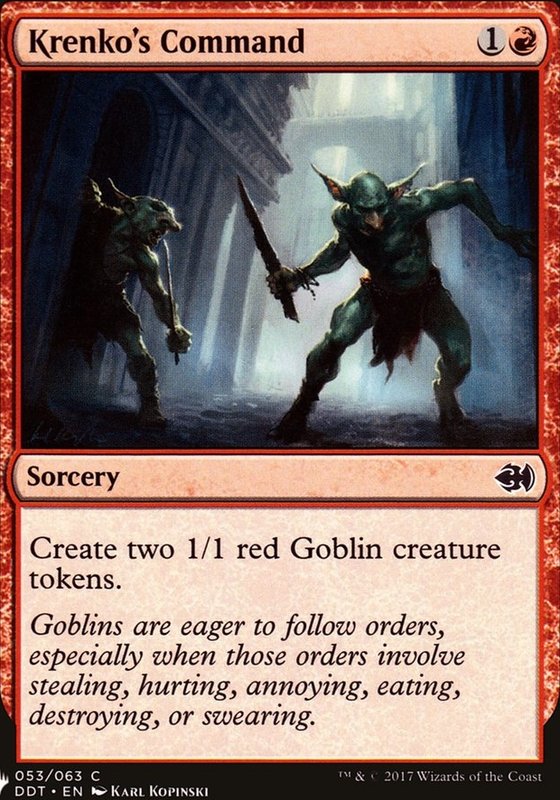 Krenko's Command 1
Sorcery
Create two 1/1 red Goblin creature
tokens.
Goblins are eager to follow orders,
especially when those orders involve
stealing, hurting, annoying, eating,
destroying, or swearing.
053/063 C
DDT • EN Karl Kopinski
™ & © 2017 Wizards of the Coast